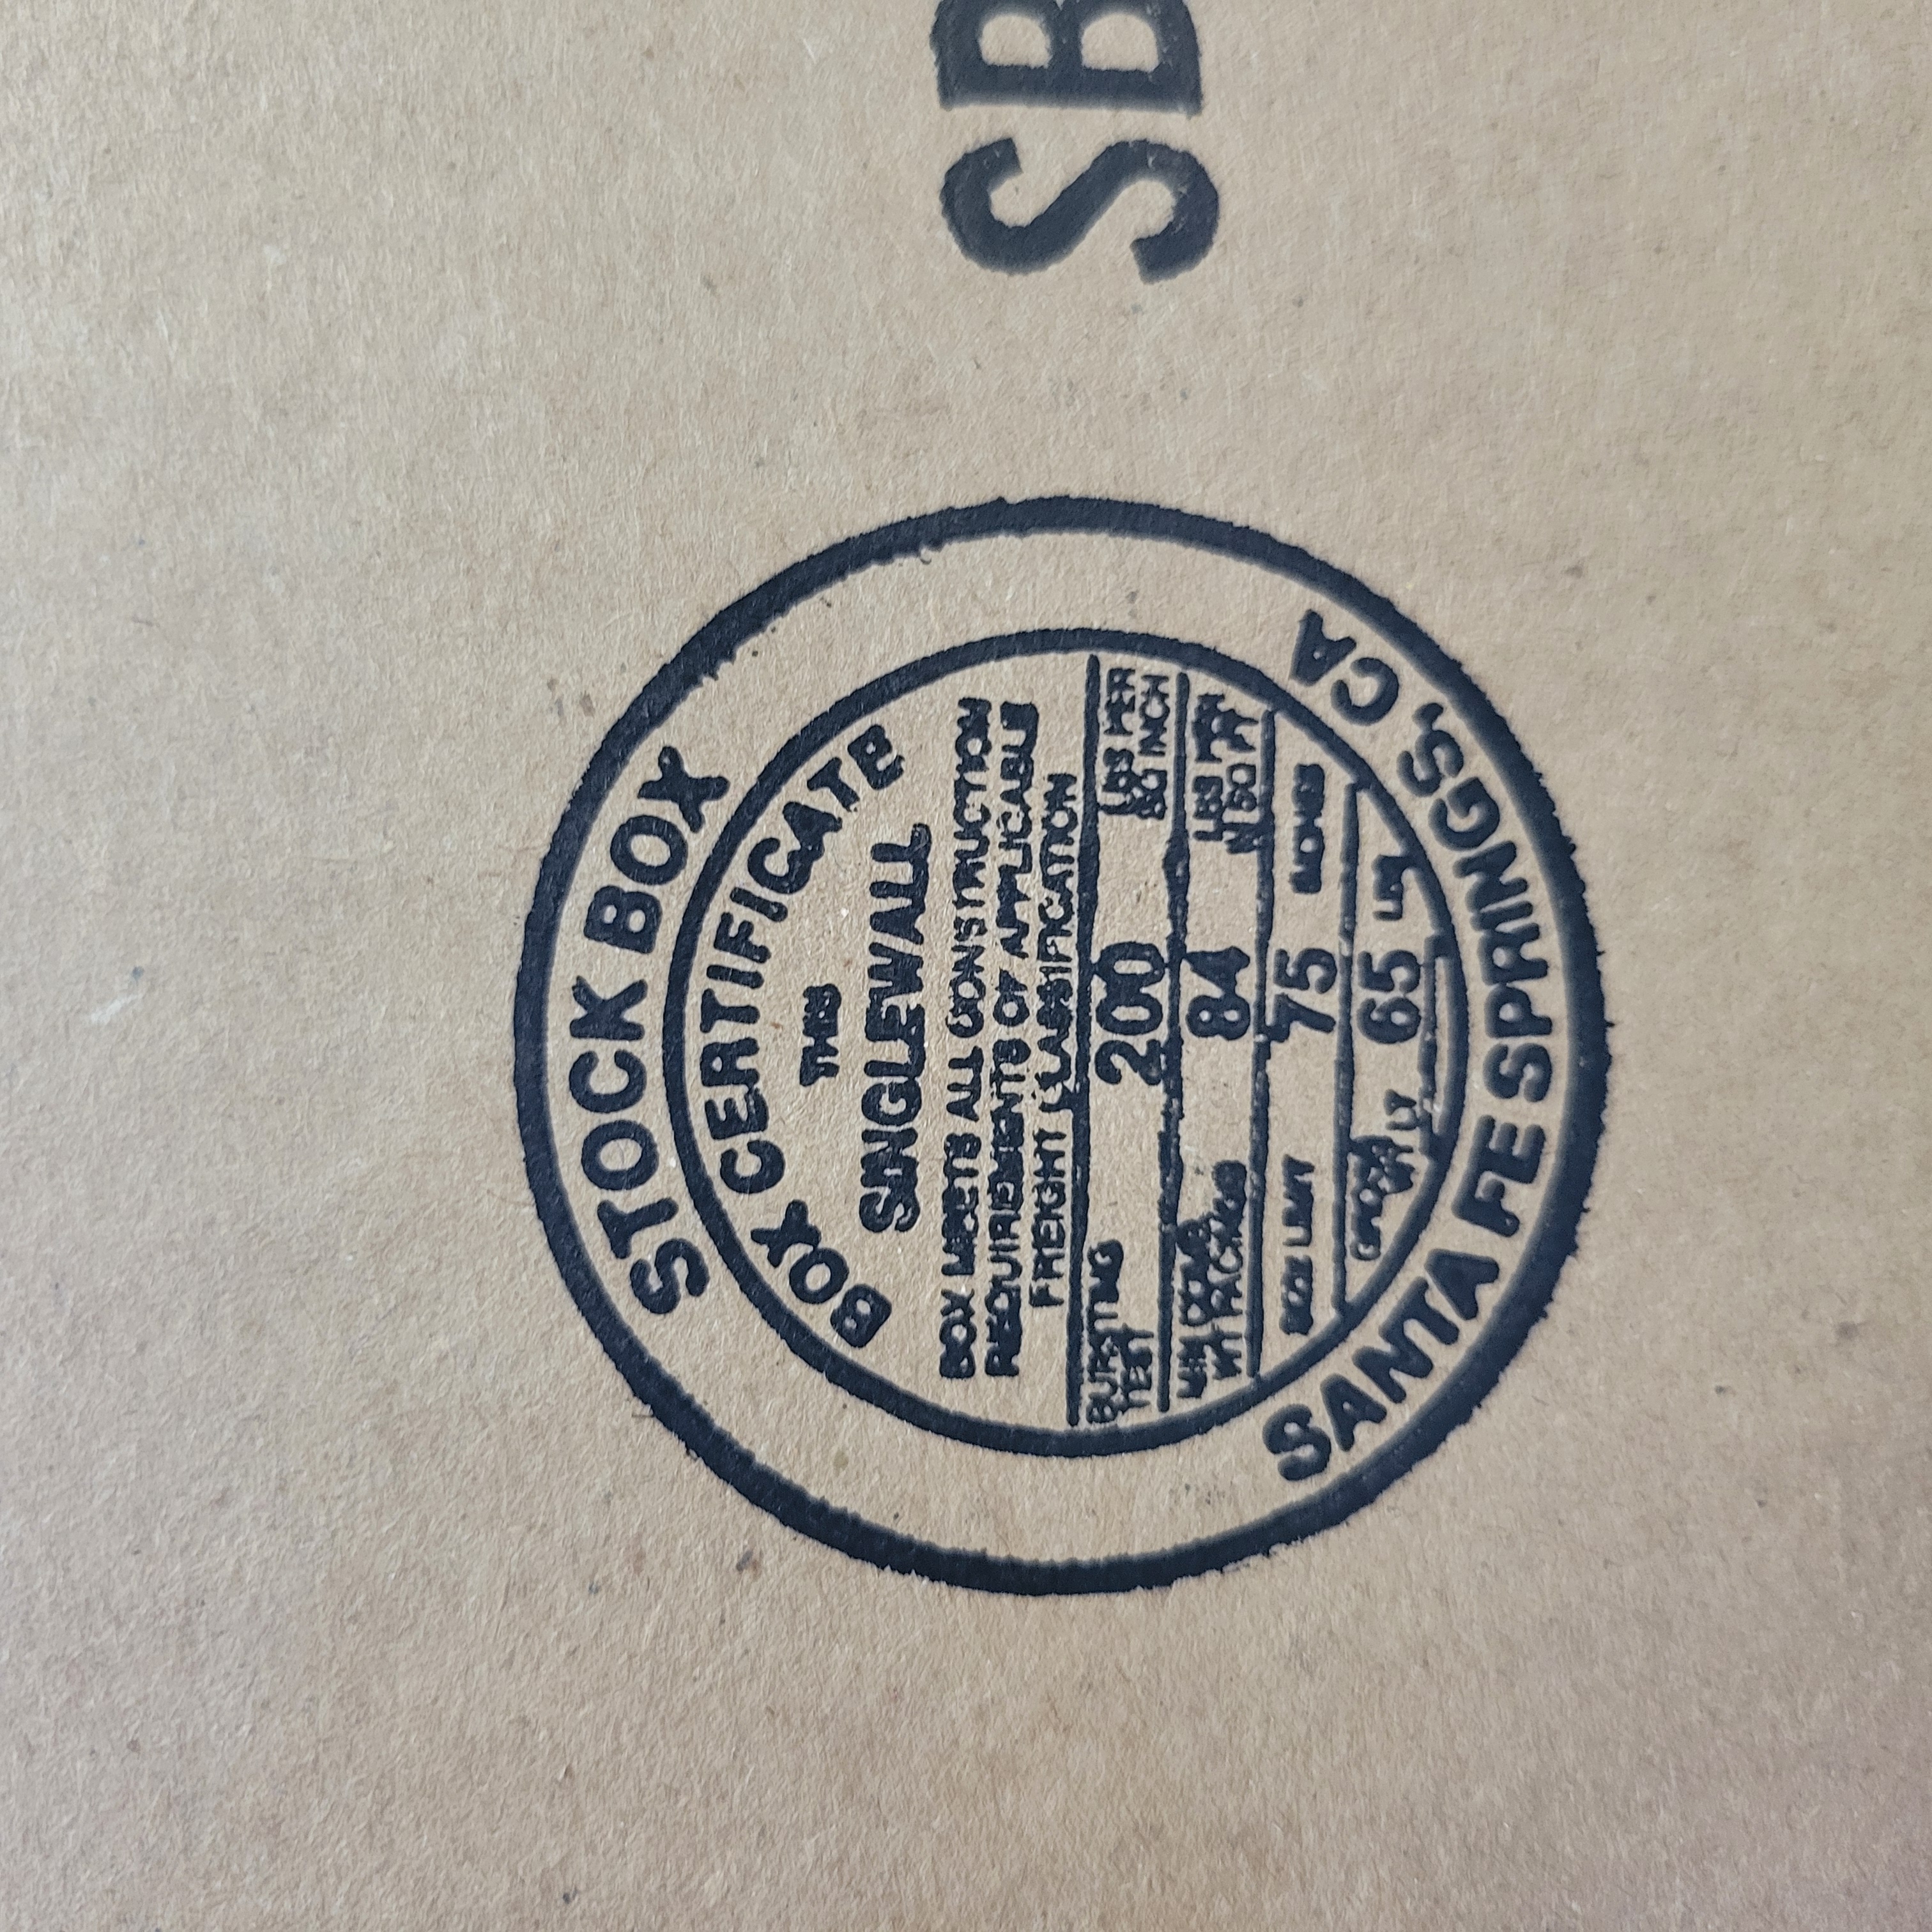 SB
STOCK BOX
BOX CERTIFICATE
THIS
SINGLEWALL
BOX MEETS ALL CONSTRUCTION
REQUIREMENTS OF APPLICABLE
FREIGHT CLASSIFICATION
BURSTING TEST 200 LBS PER SQ INCH
MIN COMB WT FACINGS 84 LBS PER M SQ FT
SIZE LIMIT 75 INCHES
GROSS WT LT 65 LBS
SANTA FE SPRINGS, CA